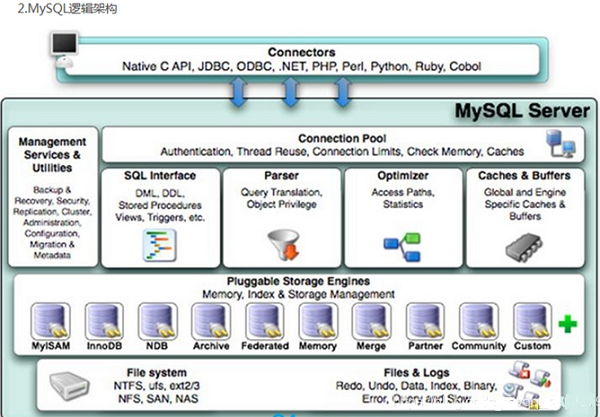 2.MySQL逻辑架构
Connectors
Native C API, JDBC, ODBC, .NET, PHP, Perl, Python, Ruby, Cobol
MySQL Server
Management
Services &
Utilities
Backup &
Recovery, Security,
Replication, Cluster,
Administration,
Configuration,
Migration &
Metadata
Connection Pool
Authentication, Thread Reuse, Connection Limits, Check Memory, Caches
SQL Interface
DML, DDL,
Stored Procedures
Views, Triggers, etc.
Parser
Query Translation,
Object Privilege
Optimizer
Access Paths,
Statistics
Caches & Buffers
Global and Engine
Specific Caches &
Buffers
Pluggable Storage Engines
Memory, Index & Storage Management
MyISAM
InnoDB
NDB
Archive
Federated
Memory
Merge
Partner
Community
Custom
File system
NTFS, ufs, ext2/3
NFS, SAN, NAS
Files & Logs
Redo, Undo, Data, Index, Binary,
Error, Query and Slow